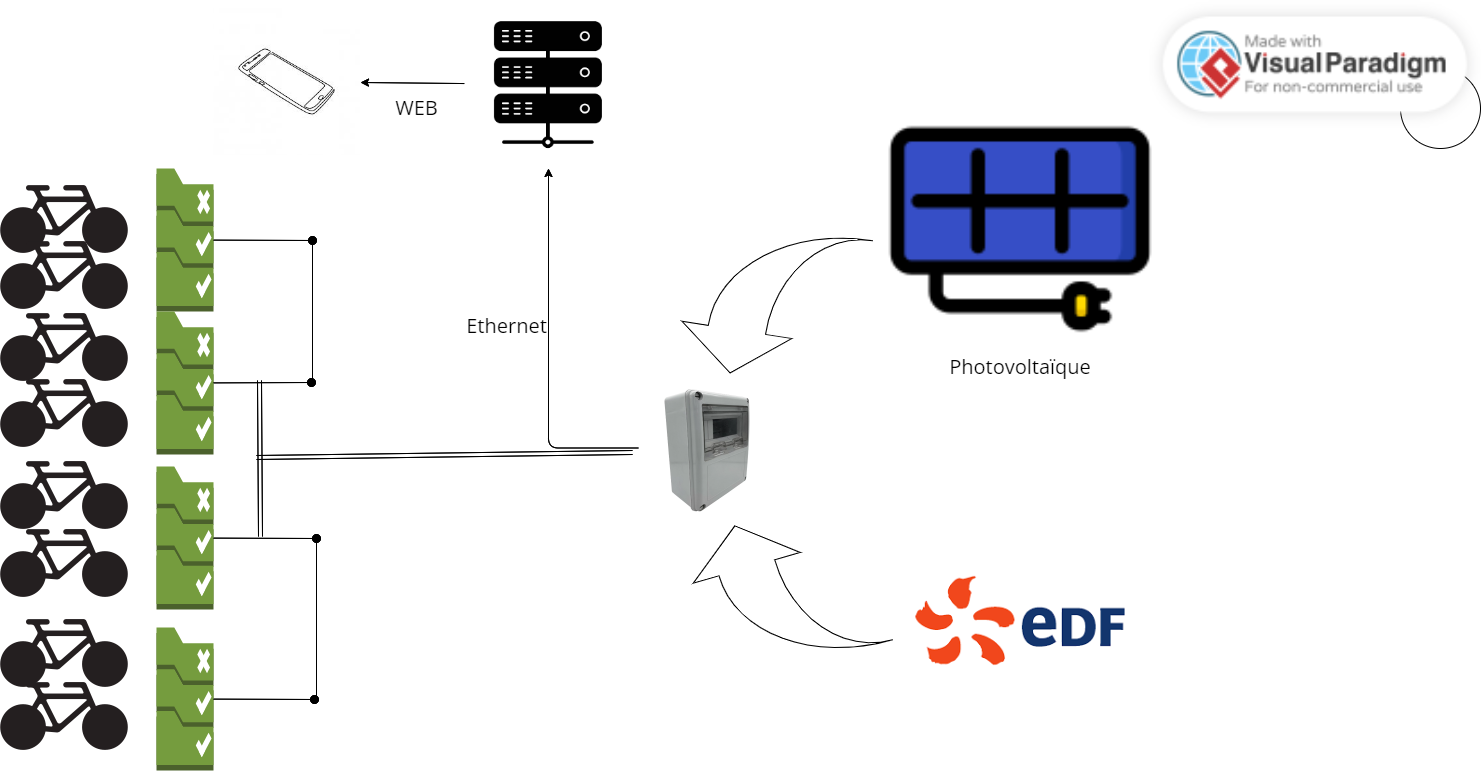 Made with
Visual Paradigm
For non-commercial use
WEB
Ethernet
Photovoltaïque
eDF